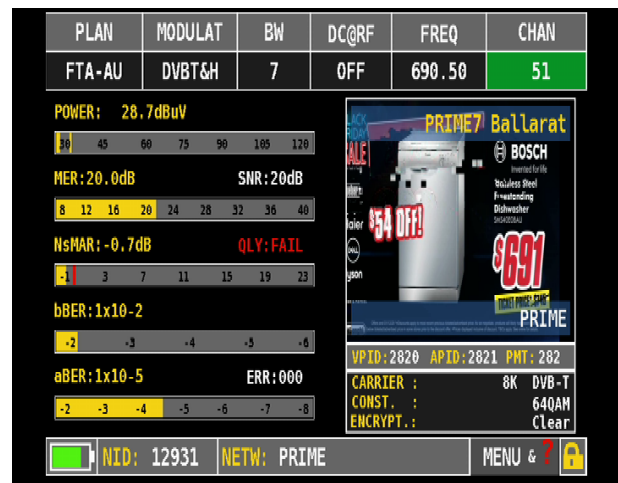 PLAN MODULAT BW DC@RF FREQ CHAN
FTA-AU DVBT&H 7 OFF 690.50 51
POWER: 28.7dBuV
30 45 60 75 90 105 120
MER:20.0dB SNR:20dB
8 12 16 20 24 28 32 36 40
NsMAR:-0.7dB QLY:FAIL
-1 3 7 11 15 19 23
bBER:1x10-2
-2 -3 -4 -5 -6
aBER:1x10-5 ERR:000
-2 -3 -4 -5 -6 -7 -8
PRIME7 Ballarat
BOSCH
Invented for life
Freestanding
Dishwasher
$54 OFF!
$691
PRIME
VPID:2820 APID:2821 PMT:282
CARRIER : 8K DVB-T
CONST. : 64QAM
ENCRYPT.: Clear
NID: 12931 NETW: PRIME MENU & ?